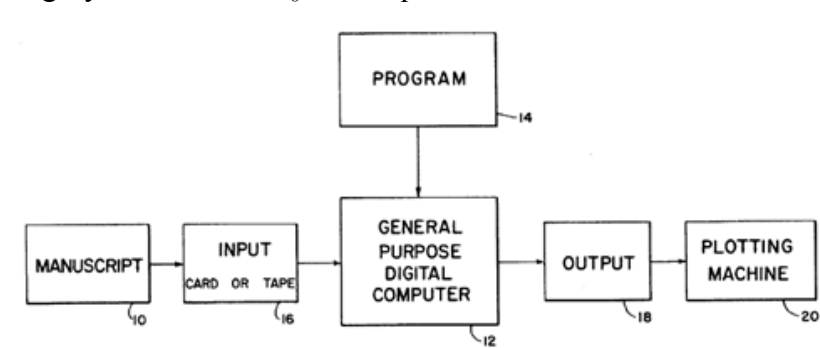 PROGRAM
14
GENERAL
PURPOSE
DIGITAL
COMPUTER
12
MANUSCRIPT
10
INPUT
CARD OR TAPE
16
OUTPUT
18
PLOTTING
MACHINE
20